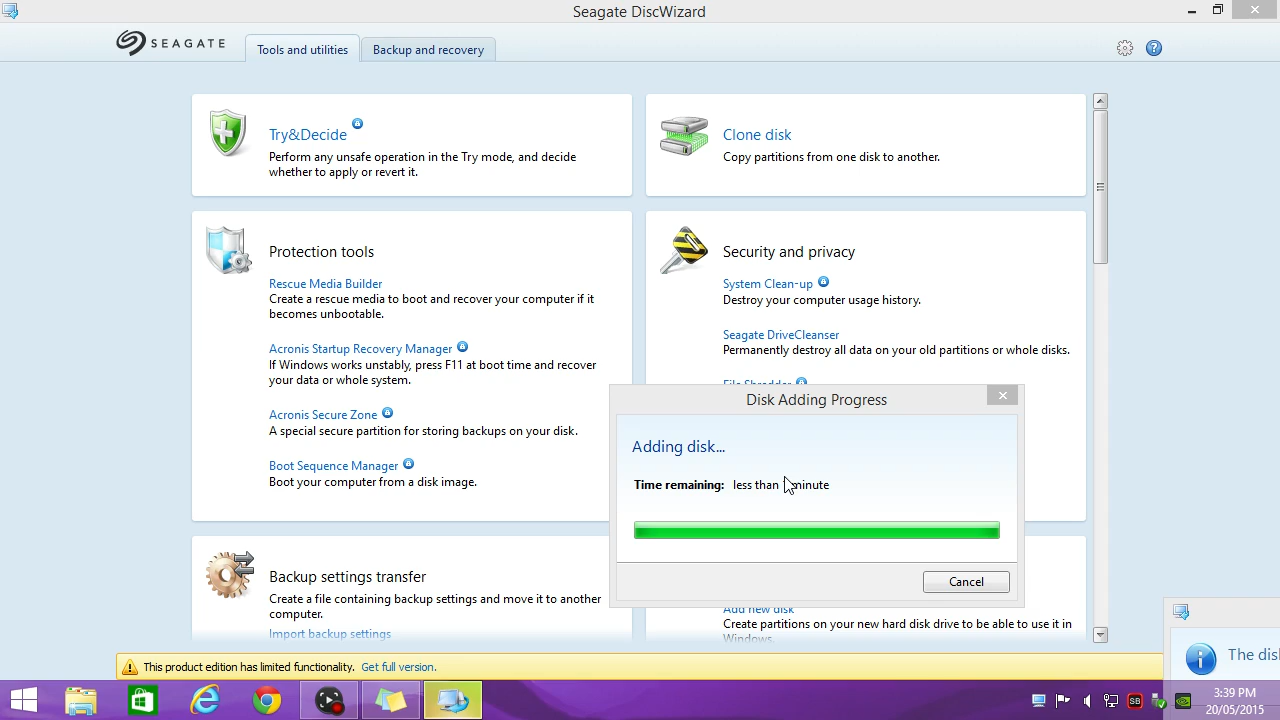 Seagate DiscWizard
SEAGATE
Tools and utilities
Backup and recovery
Try&Decide
Perform any unsafe operation in the Try mode, and decide
whether to apply or revert it.
Clone disk
Copy partitions from one disk to another.
Protection tools
Rescue Media Builder
Create a rescue media to boot and recover your computer if it
becomes unbootable.
Acronis Startup Recovery Manager
If Windows works unstably, press F11 at boot time and recover
your data or whole system.
Acronis Secure Zone
A special secure partition for storing backups on your disk.
Boot Sequence Manager
Boot your computer from a disk image.
Security and privacy
System Clean-up
Destroy your computer usage history.
Seagate DriveCleanser
Permanently destroy all data on your old partitions or whole disks.
File Shredder
Disk Adding Progress
Adding disk...
Time remaining: less than minute
Cancel
Backup settings transfer
Create a file containing backup settings and move it to another
computer.
Import backup settings
Add new disk
Create partitions on your new hard disk drive to be able to use it in
Windows.
This product edition has limited functionality. Get full version.
The dis
SB
3:39 PM
20/05/2015